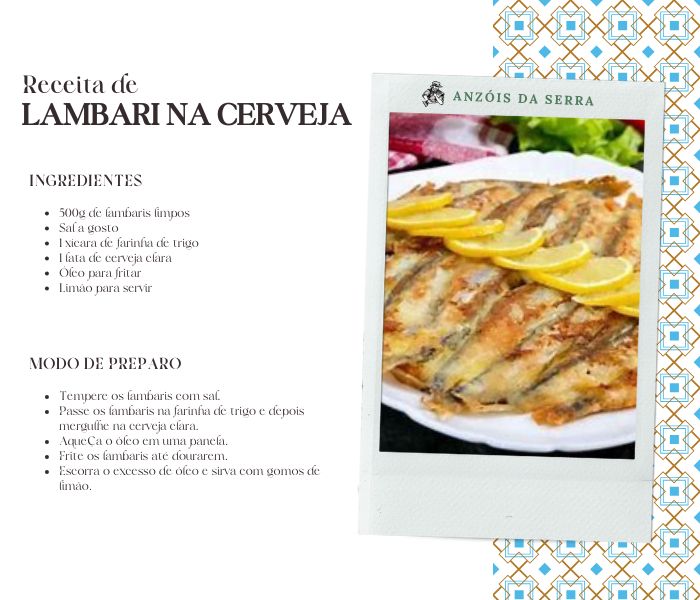 Receita de
LAMBARI NA CERVEJA
ANZÓIS DA SERRA
INGREDIENTES
500g de lambaris limpos
Sal a gosto
1 xícara de farinha de trigo
1 lata de cerveja clara
Óleo para fritar
Limão para servir
MODO DE PREPARO
Tempere os lambaris com sal.
Passe os lambaris na farinha de trigo e depois
mergulhe na cerveja clara.
AqueÇa o óleo em uma panela.
Frite os lambaris até dourarem.
Escorra o excesso de óleo e sirva com gomos de
limão.